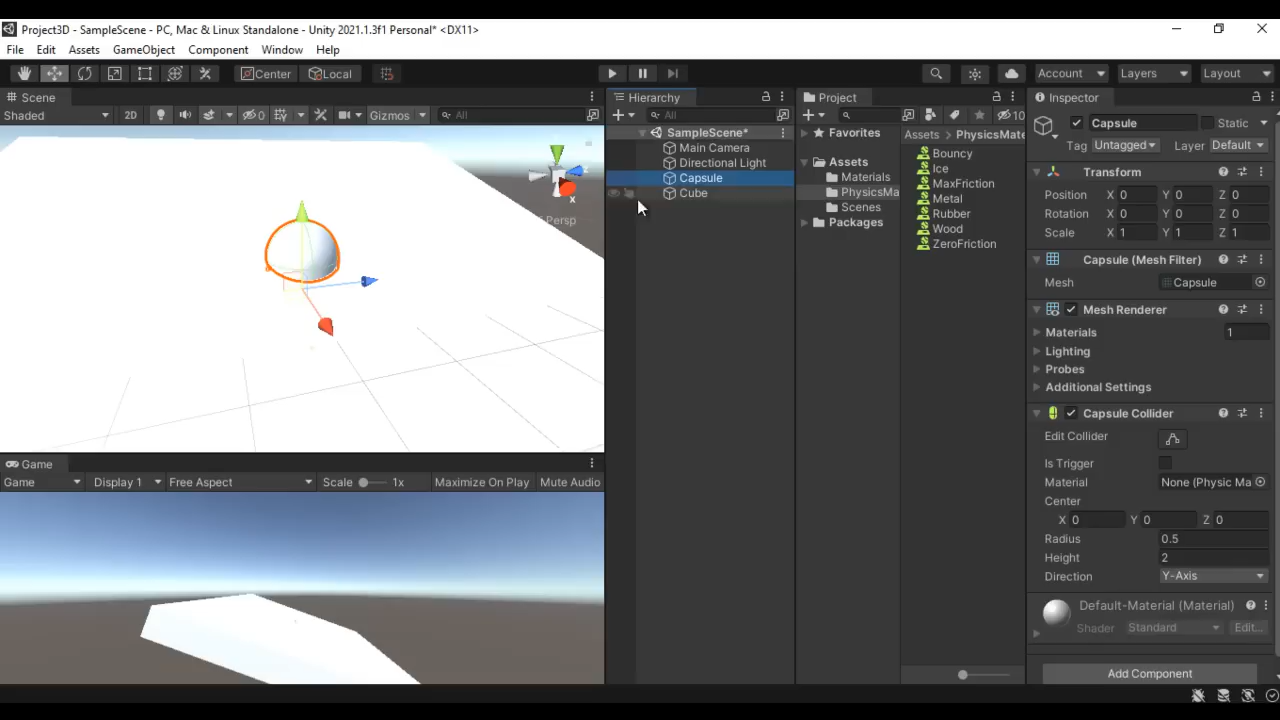 Project3D - SampleScene - PC, Mac & Linux Standalone - Unity 2021.1.3f1 Personal* <DX11>
File Edit Assets GameObject Component Window Help
Center Local Account Layers Layout
Scene
Shaded 2D 0 Gizmos All
Persp
x
Game
Game Display 1 Free Aspect Scale 1x Maximize On Play Mute Audio
Hierarchy
All
SampleScene*
Main Camera
Directional Light
Capsule
Cube
Project
10
Favorites
Assets
Materials
PhysicsMa
Scenes
Packages
Assets PhysicsMate
Bouncy
Ice
MaxFriction
Metal
Rubber
Wood
ZeroFriction
Inspector
Capsule Static
Tag Untagged Layer Default
Transform
Position X 0 Y 0 Z 0
Rotation X 0 Y 0 Z 0
Scale X 1 Y 1 Z 1
Capsule (Mesh Filter)
Mesh Capsule
Mesh Renderer
Materials 1
Lighting
Probes
Additional Settings
Capsule Collider
Edit Collider
Is Trigger
Material None (Physic Ma
Center
X 0 Y 0 Z 0
Radius 0.5
Height 2
Direction Y-Axis
Default-Material (Material)
Shader Standard Edit...
Add Component